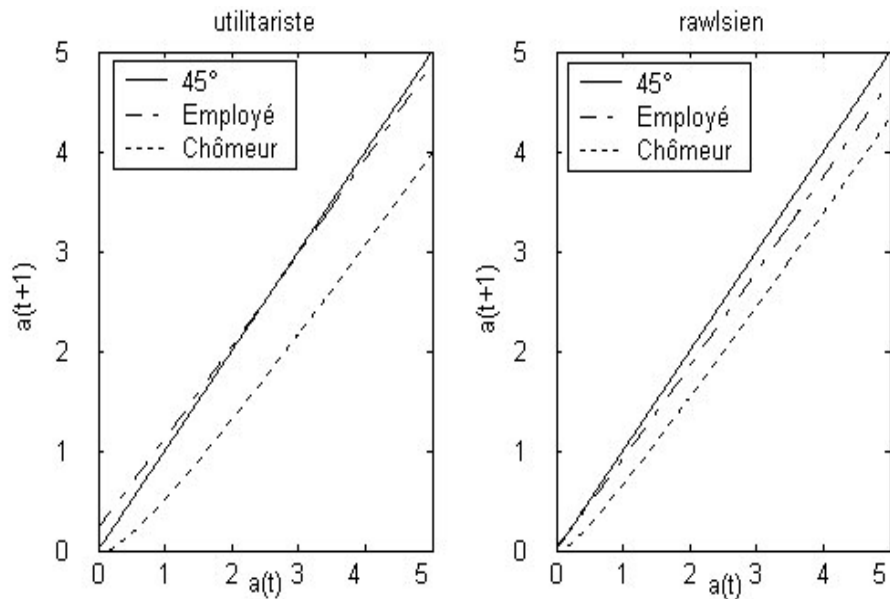 utilitariste
5
4
3
2
1
0
a(t+1)
45°
Employé
Chômeur
0 1 2 3 4 5
a(t)
rawlsien
5
4
3
2
1
0
a(t+1)
45°
Employé
Chômeur
0 1 2 3 4 5
a(t)